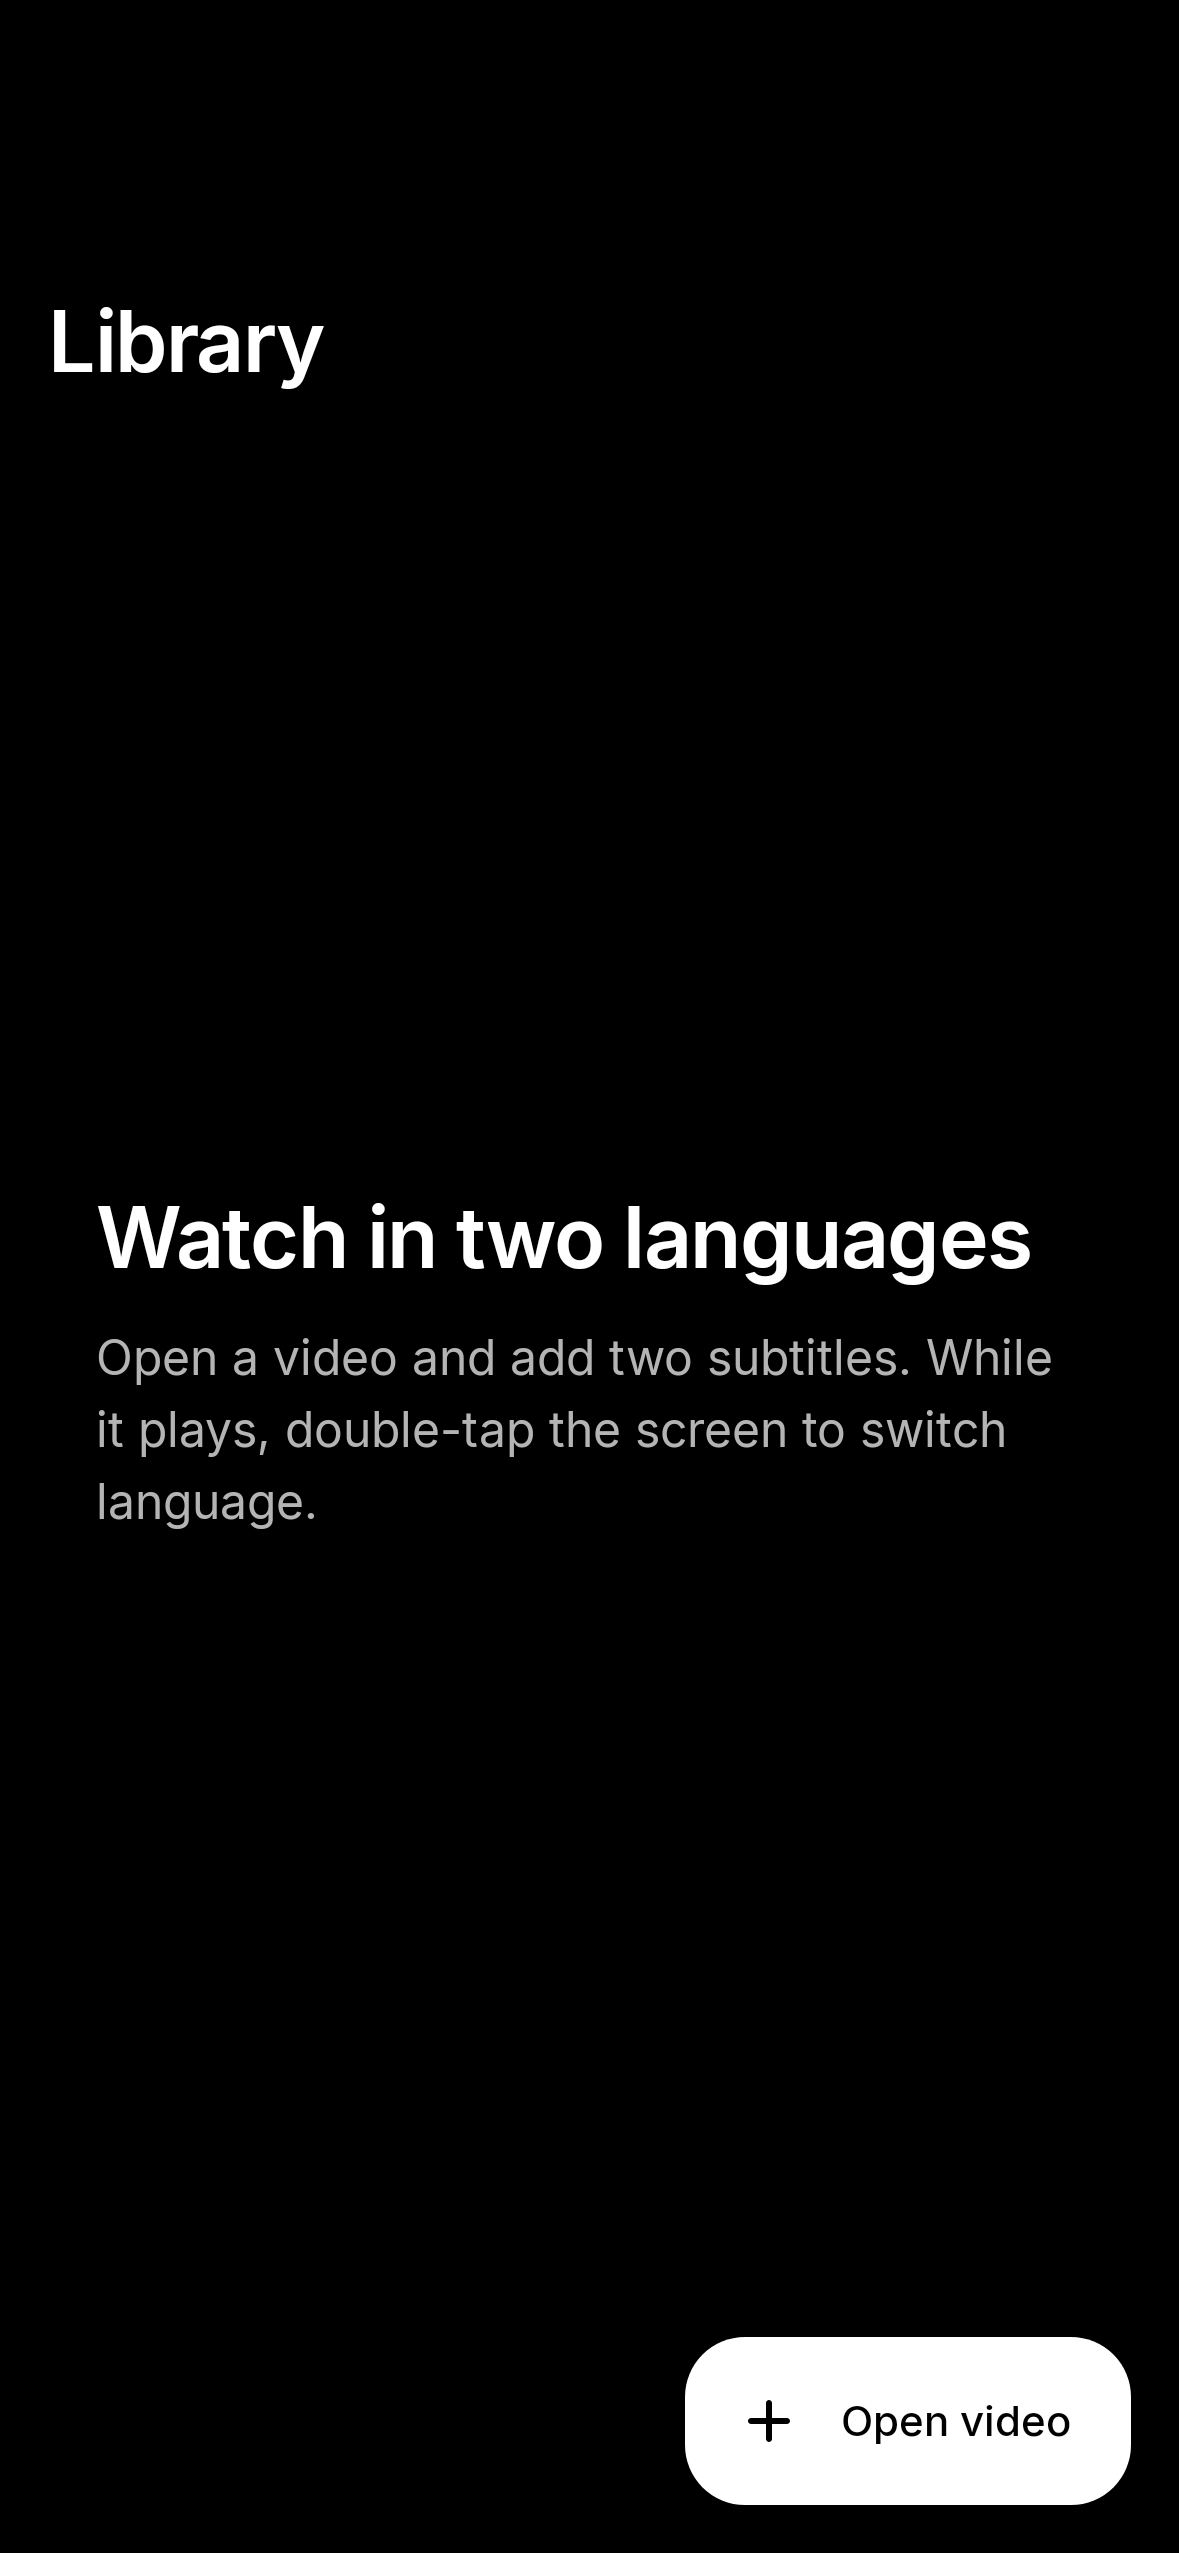 Library
Watch in two languages
Open a video and add two subtitles. While
it plays, double-tap the screen to switch
language.
Open video